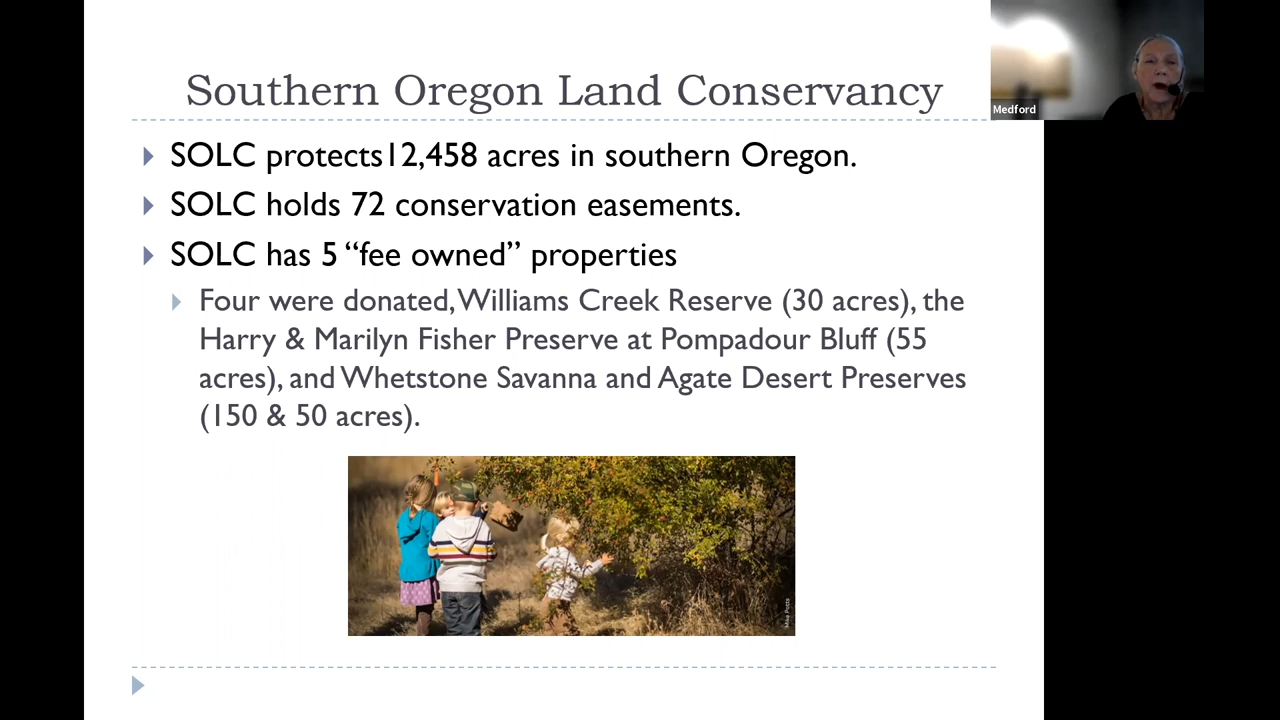 Southern Oregon Land Conservancy
Medford
SOLC protects12,458 acres in southern Oregon.
SOLC holds 72 conservation easements.
SOLC has 5 “fee owned” properties
Four were donated, Williams Creek Reserve (30 acres), the
Harry & Marilyn Fisher Preserve at Pompadour Bluff (55
acres), and Whetstone Savanna and Agate Desert Preserves
(150 & 50 acres).
Mike Potts